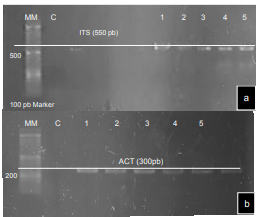 MM C 1 2 3 4 5
ITS (550 pb)
500
100 pb Marker
a
MM C 1 2 3 4 5
ACT (300pb)
200
b